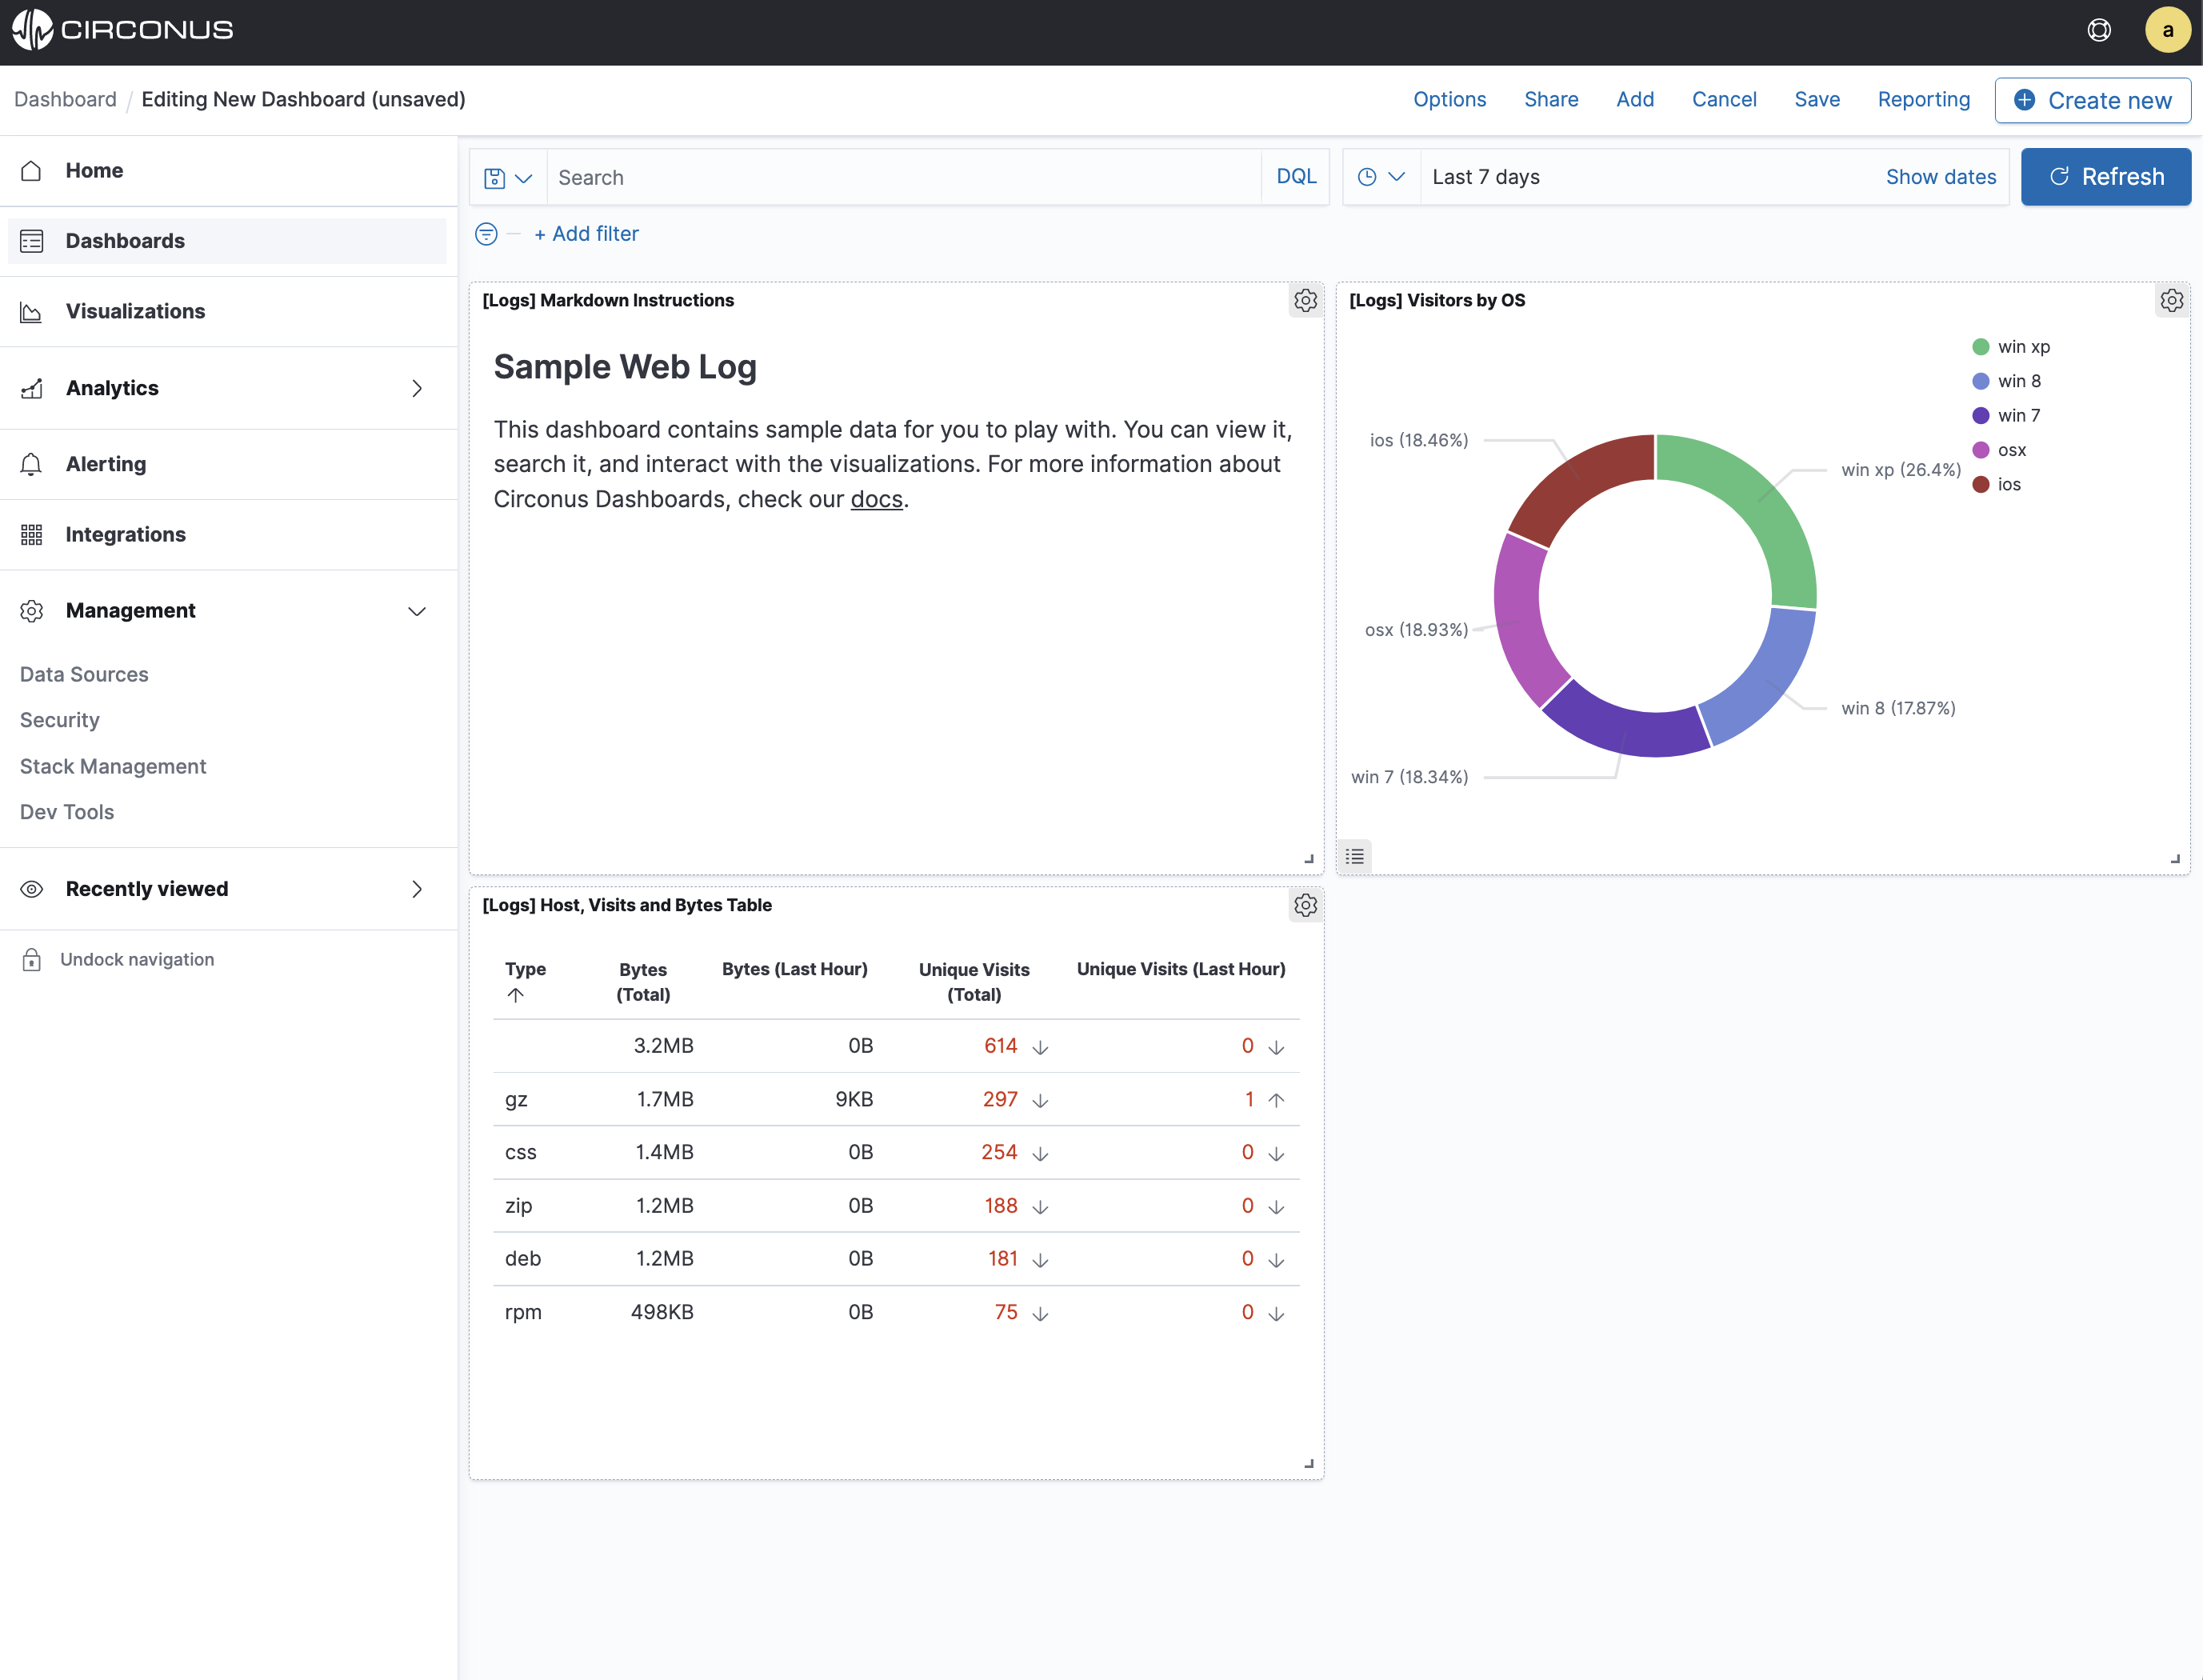 CIRCONUS
a
Dashboard / Editing New Dashboard (unsaved)
Options Share Add Cancel Save Reporting Create new
Home
Dashboards
Visualizations
Analytics
Alerting
Integrations
Management
Data Sources
Security
Stack Management
Dev Tools
Recently viewed
Undock navigation
Search DQL Last 7 days Show dates Refresh
+ Add filter
[Logs] Markdown Instructions
Sample Web Log
This dashboard contains sample data for you to play with. You can view it,
search it, and interact with the visualizations. For more information about
Circonus Dashboards, check our docs.
[Logs] Visitors by OS
win xp
win 8
win 7
osx
ios
ios (18.46%)
win xp (26.4%)
osx (18.93%)
win 8 (17.87%)
win 7 (18.34%)
[Logs] Host, Visits and Bytes Table
Type Bytes (Total) Bytes (Last Hour) Unique Visits (Total) Unique Visits (Last Hour)
3.2MB 0B 614 0
gz 1.7MB 9KB 297 1
css 1.4MB 0B 254 0
zip 1.2MB 0B 188 0
deb 1.2MB 0B 181 0
rpm 498KB 0B 75 0